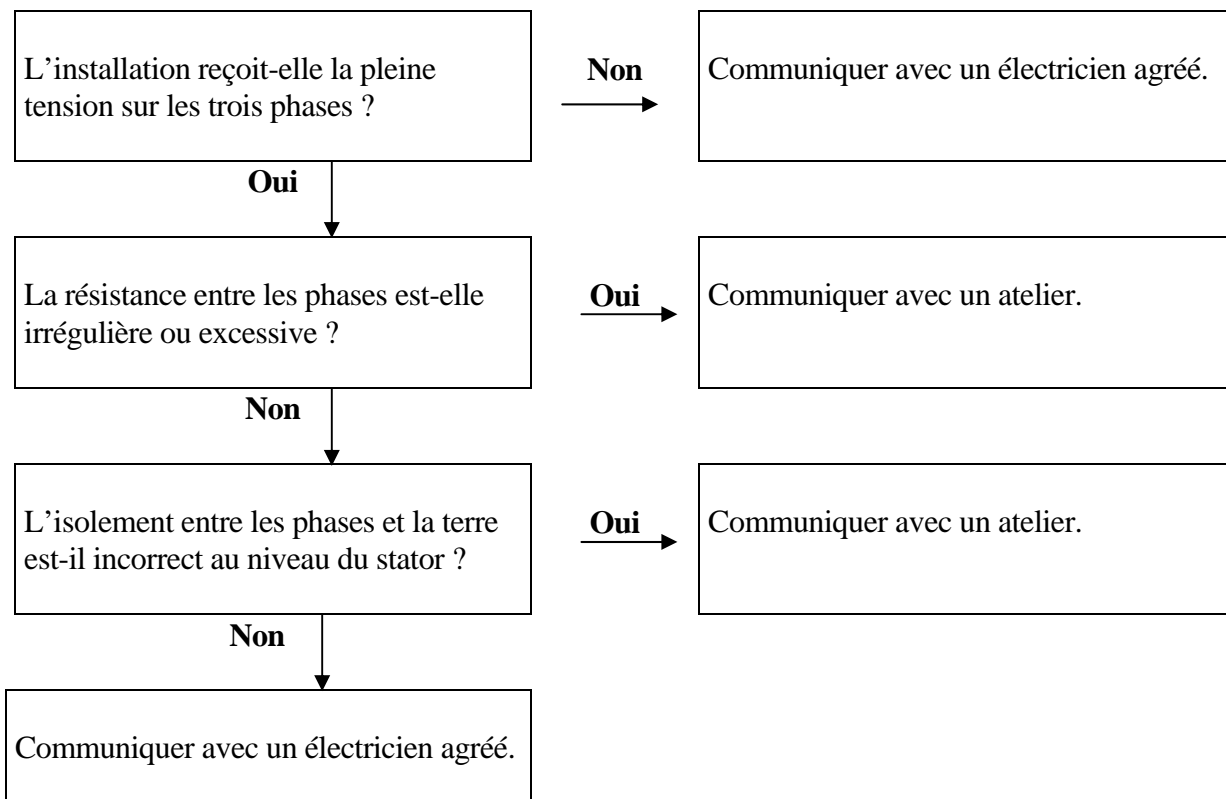 L’installation reçoit-elle la pleine
tension sur les trois phases ?
Non
Communiquer avec un électricien agréé.
Oui
La résistance entre les phases est-elle
irrégulière ou excessive ?
Oui
Communiquer avec un atelier.
Non
L’isolement entre les phases et la terre
est-il incorrect au niveau du stator ?
Oui
Communiquer avec un atelier.
Non
Communiquer avec un électricien agréé.